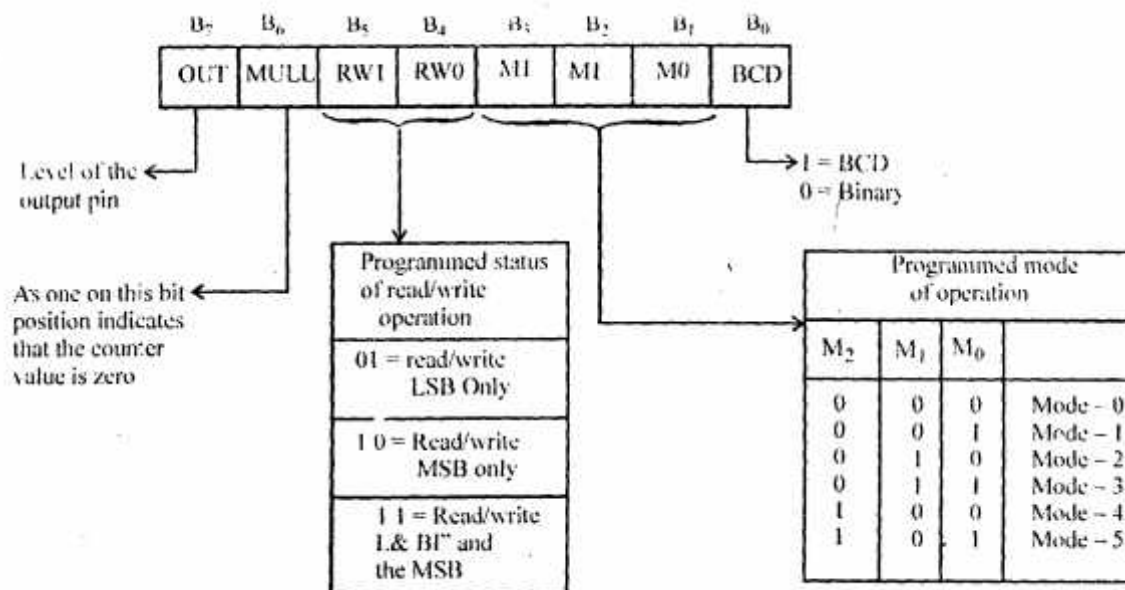 B7 B6 B5 B4 B3 B2 B1 B0
OUT MULL RW1 RW0 M1 M1 M0 BCD
Level of the
output pin
1 = BCD
0 = Binary
As one on this bit
position indicates
that the counter
value is zero
Programmed status
of read/write
operation
01 = read/write
LSB Only
1 0 = Read/write
MSB only
1 1 = Read/write
L& BI" and
the MSB
Programmed mode
of operation
M2 M1 M0
0 0 0 Mode – 0
0 0 1 Mode – 1
0 1 0 Mode – 2
0 1 1 Mode – 3
1 0 0 Mode – 4
1 0 1 Mode – 5